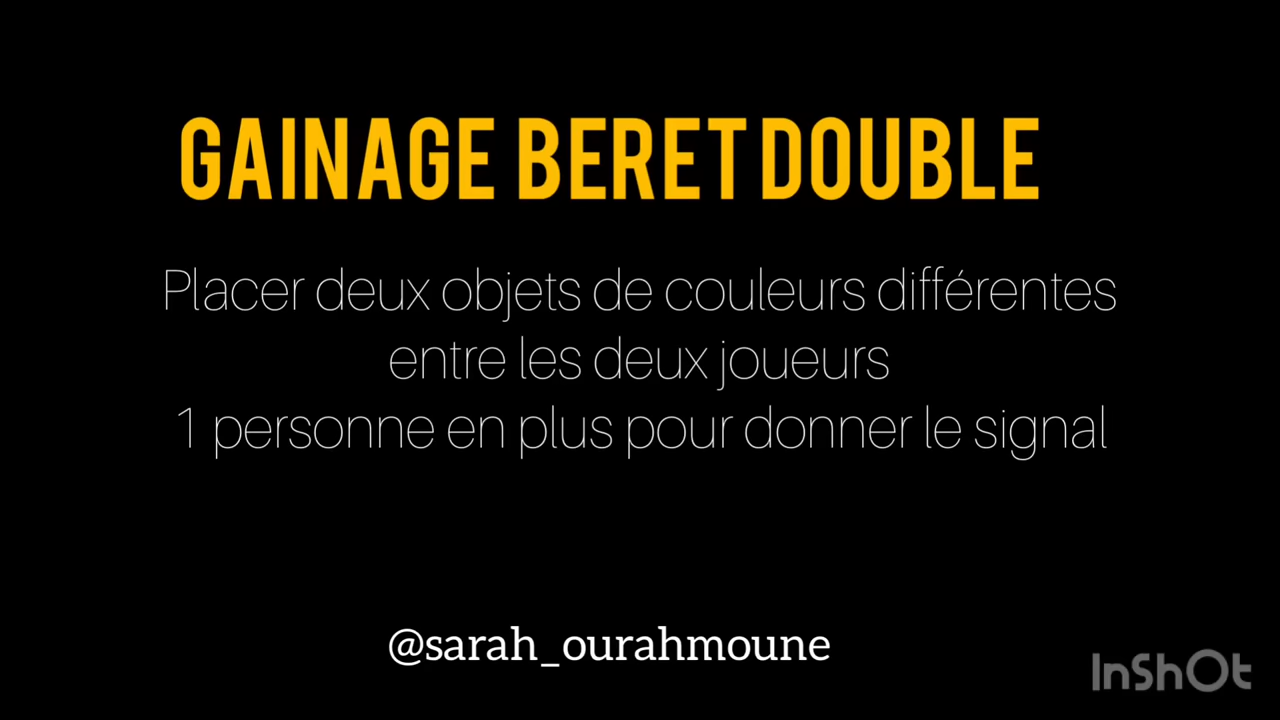 GAINAGE BERET DOUBLE
Placer deux objets de couleurs différentes
entre les deux joueurs
1 personne en plus pour donner le signal
@sarah_ourahmoune
InShOt